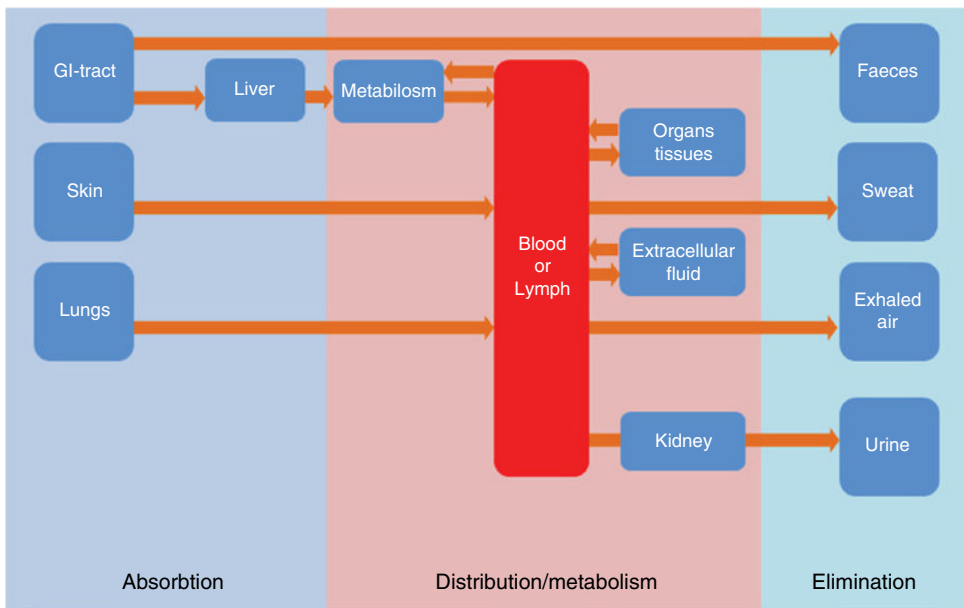 GI-tract
Liver
Metabilosm
Faeces
Organs
tissues
Skin
Sweat
Blood
or
Lymph
Extracellular
fluid
Lungs
Exhaled
air
Kidney
Urine
Absorbtion
Distribution/metabolism
Elimination